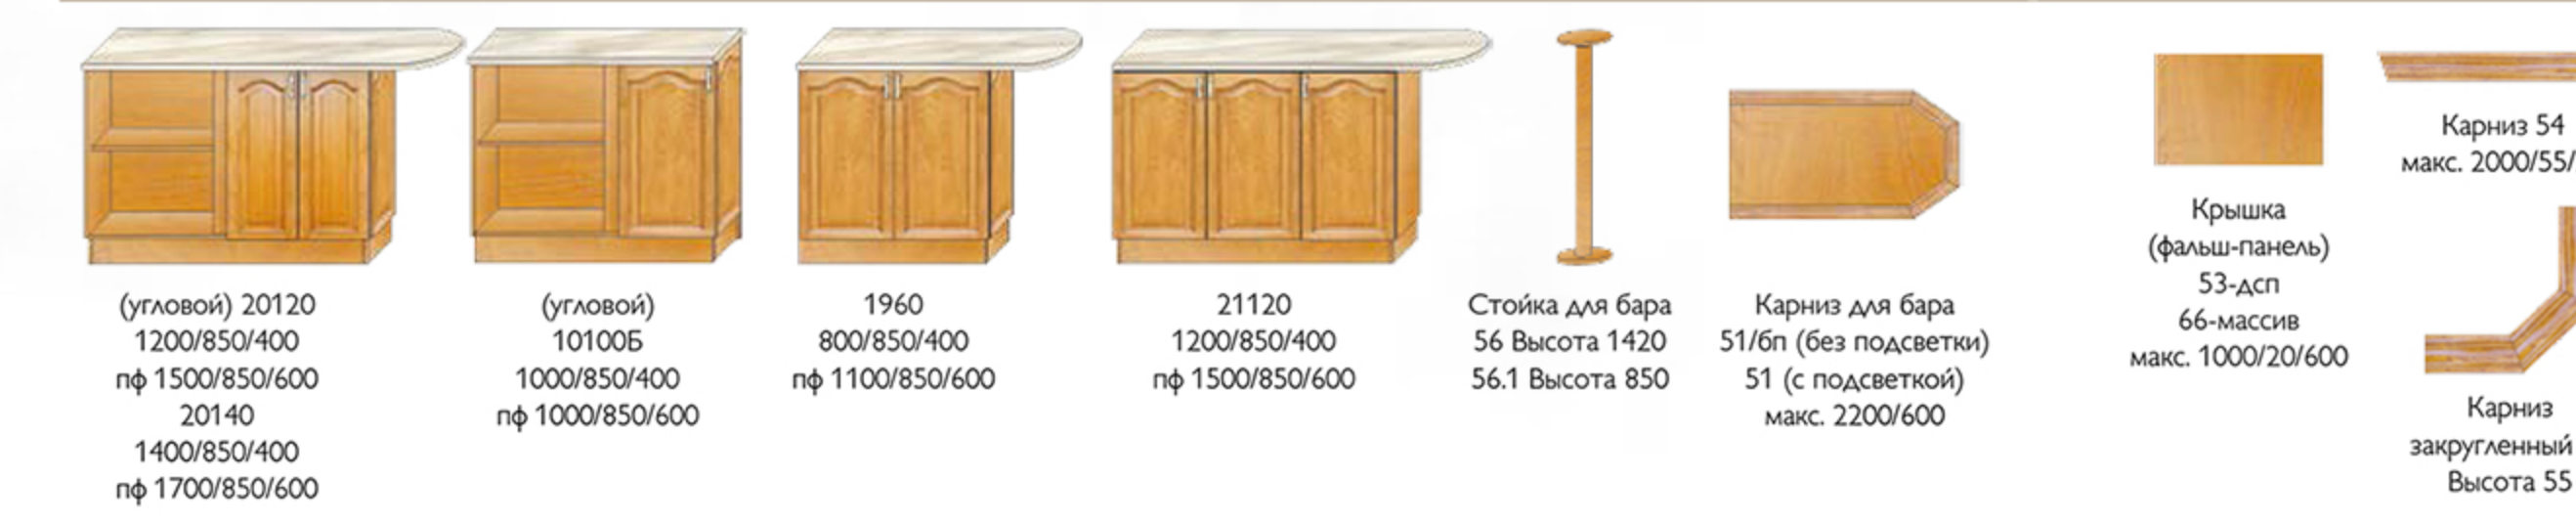 (угловой) 20120
1200/850/400
пф 1500/850/600
20140
1400/850/400
пф 1700/850/600
(угловой)
10100Б
1000/850/400
пф 1000/850/600
1960
800/850/400
пф 1100/850/600
21120
1200/850/400
пф 1500/850/600
Стойка для бара
56 Высота 1420
56.1 Высота 850
Карниз для бара
51/бп (без подсветки)
51 (с подсветкой)
макс. 2200/600
Крышка
(фальш-панель)
53-дсп
66-массив
макс. 1000/20/600
Карниз 54
макс. 2000/55/
Карниз
закругленный
Высота 55